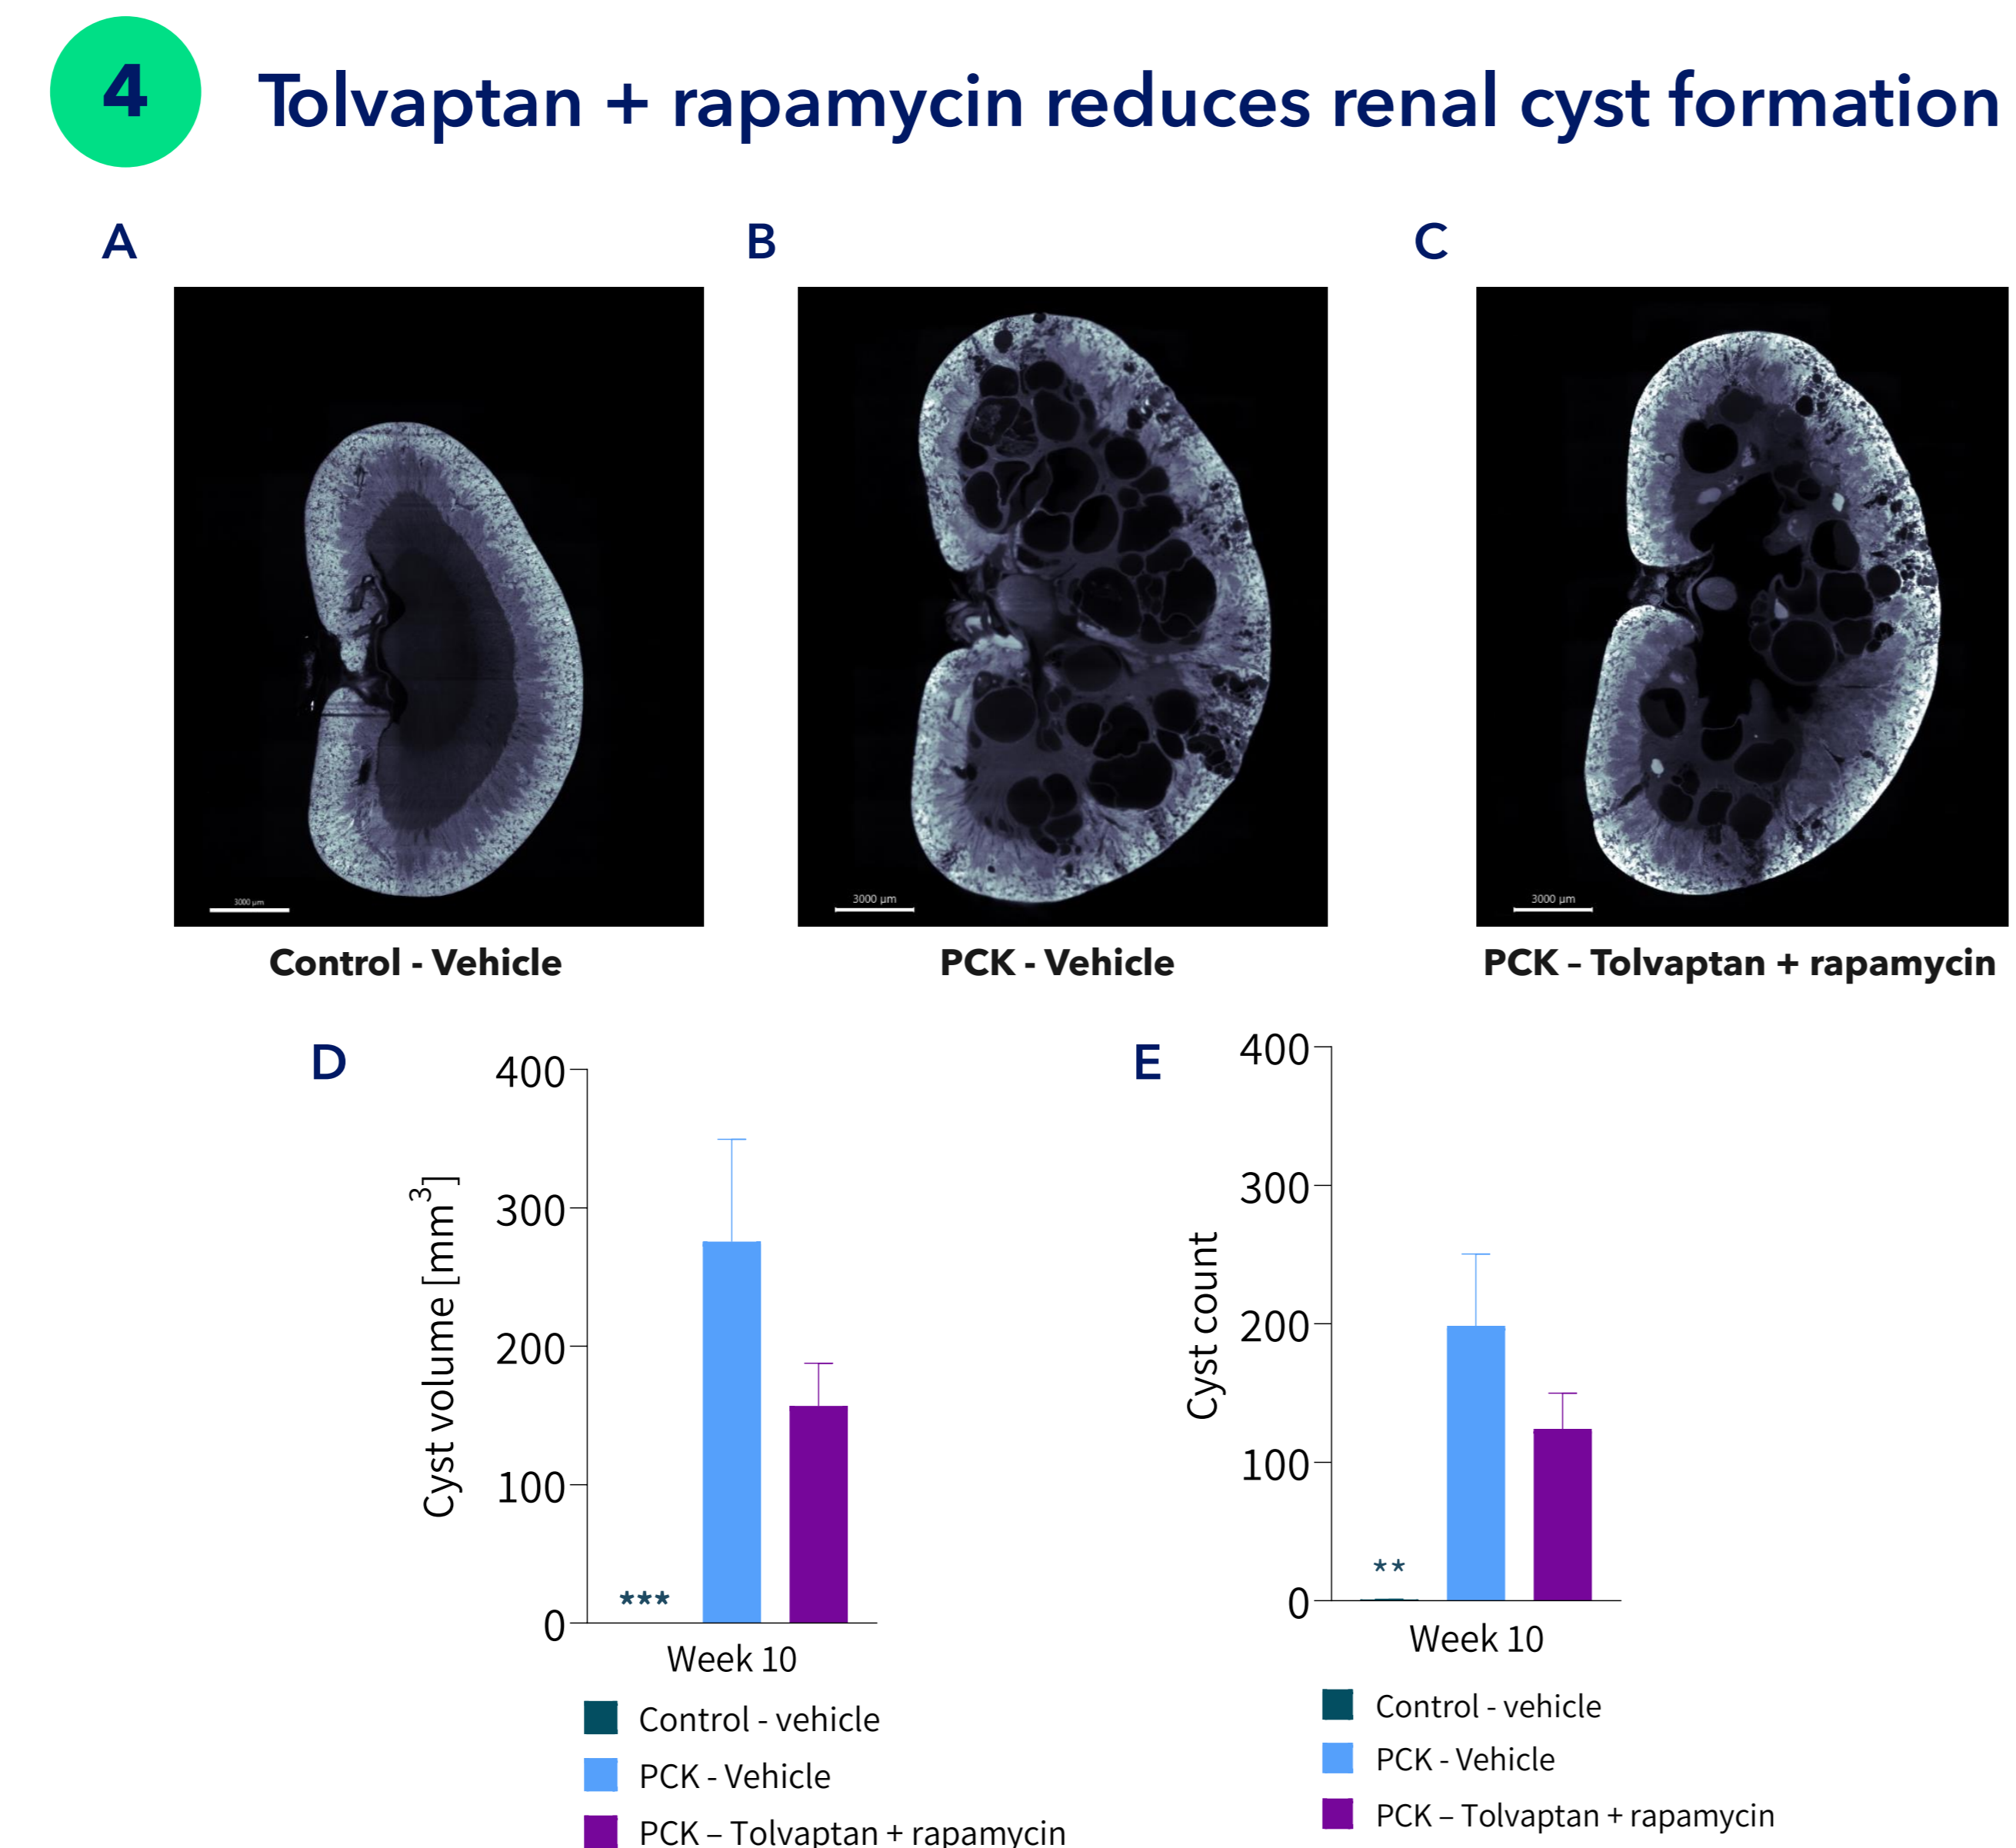 4
Tolvaptan + rapamycin reduces renal cyst formation
A
B
C
3000 µm
3000 µm
3000 µm
Control - Vehicle
PCK - Vehicle
PCK – Tolvaptan + rapamycin
D
400
300
200
100
0
Cyst volume [mm³]
***
Week 10
Control - vehicle
PCK - Vehicle
PCK – Tolvaptan + rapamycin
E
400
300
200
100
0
Cyst count
**
Week 10
Control - vehicle
PCK - Vehicle
PCK – Tolvaptan + rapamycin